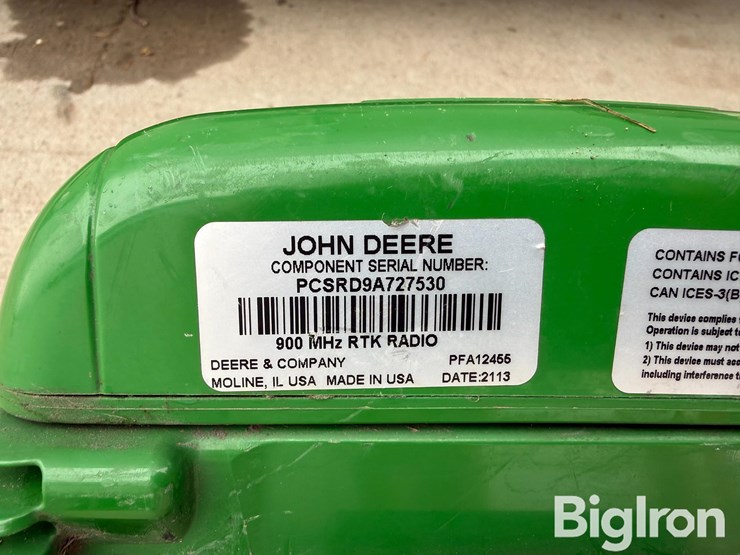 JOHN DEERE
COMPONENT SERIAL NUMBER:
PCSRD9A727530
900 MHz RTK RADIO
DEERE & COMPANY PFA12455
MOLINE, IL USA MADE IN USA DATE:2113
CONTAINS
CONTAINS IC
CAN ICES-3(B
This device complies
Operation is subject to
1) This device may not
2) This device must
including interference
BigIron